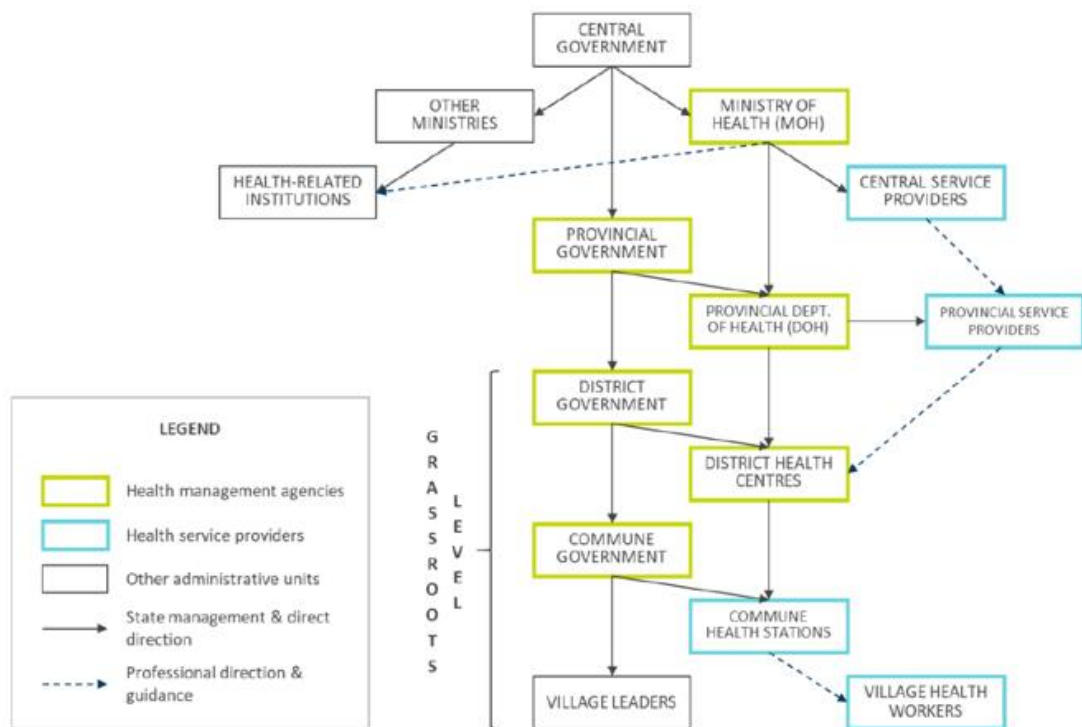 CENTRAL
GOVERNMENT
OTHER
MINISTRIES
MINISTRY OF
HEALTH (MOH)
HEALTH-RELATED
INSTITUTIONS
CENTRAL SERVICE
PROVIDERS
PROVINCIAL
GOVERNMENT
PROVINCIAL DEPT.
OF HEALTH (DOH)
PROVINCIAL SERVICE
PROVIDERS
DISTRICT
GOVERNMENT
DISTRICT HEALTH
CENTRES
COMMUNE
GOVERNMENT
COMMUNE
HEALTH STATIONS
VILLAGE LEADERS
VILLAGE HEALTH
WORKERS
GRASSROOTS
LEVEL
LEGEND
Health management agencies
Health service providers
Other administrative units
State management & direct
direction
Professional direction &
guidance